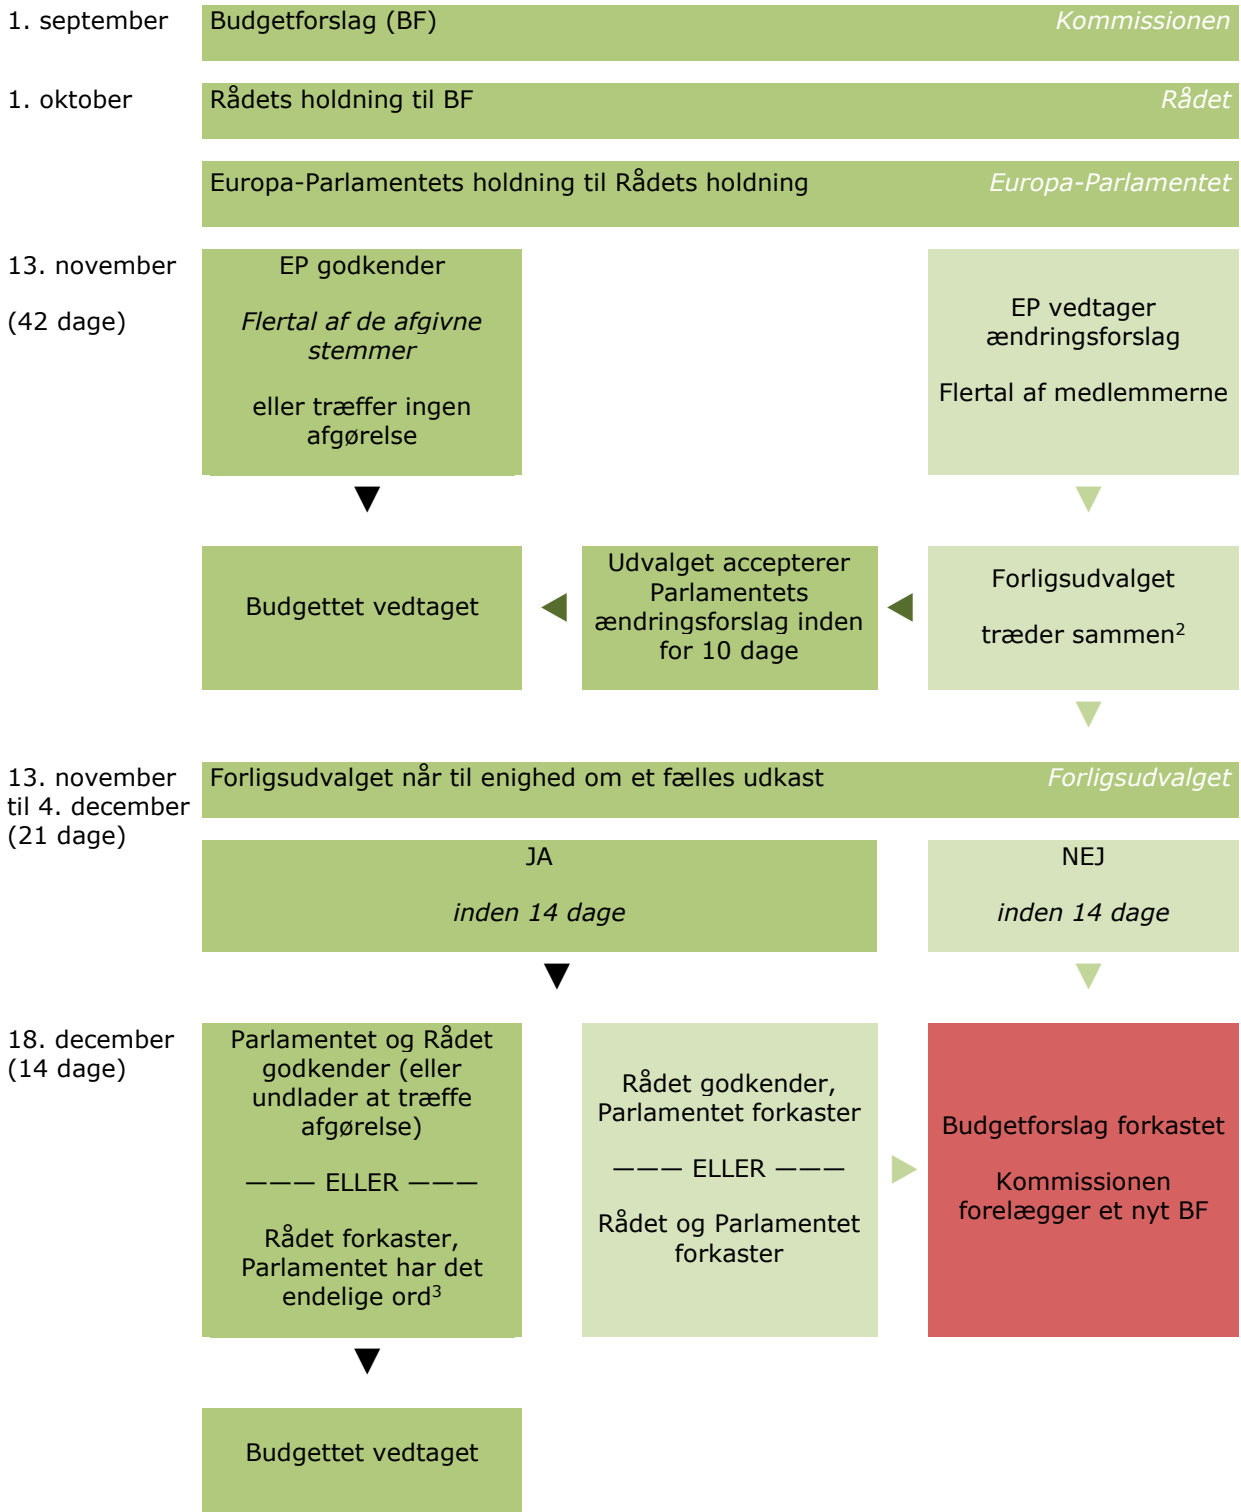 1. september
Budgetforslag (BF)
Kommissionen
1. oktober
Rådets holdning til BF
Rådet
Europa-Parlamentets holdning til Rådets holdning
Europa-Parlamentet
13. november
(42 dage)
EP godkender
Flertal af de afgivne
stemmer
eller træffer ingen
afgørelse
EP vedtager
ændringsforslag
Flertal af medlemmerne
Budgettet vedtaget
Udvalget accepterer
Parlamentets
ændringsforslag inden
for 10 dage
Forligsudvalget
træder sammen²
13. november
til 4. december
(21 dage)
Forligsudvalget når til enighed om et fælles udkast
Forligsudvalget
JA
inden 14 dage
NEJ
inden 14 dage
18. december
(14 dage)
Parlamentet og Rådet
godkender (eller
undlader at træffe
afgørelse)
——— ELLER ———
Rådet forkaster,
Parlamentet har det
endelige ord³
Rådet godkender,
Parlamentet forkaster
——— ELLER ———
Rådet og Parlamentet
forkaster
Budgetforslag forkastet
Kommissionen
forelægger et nyt BF
Budgettet vedtaget